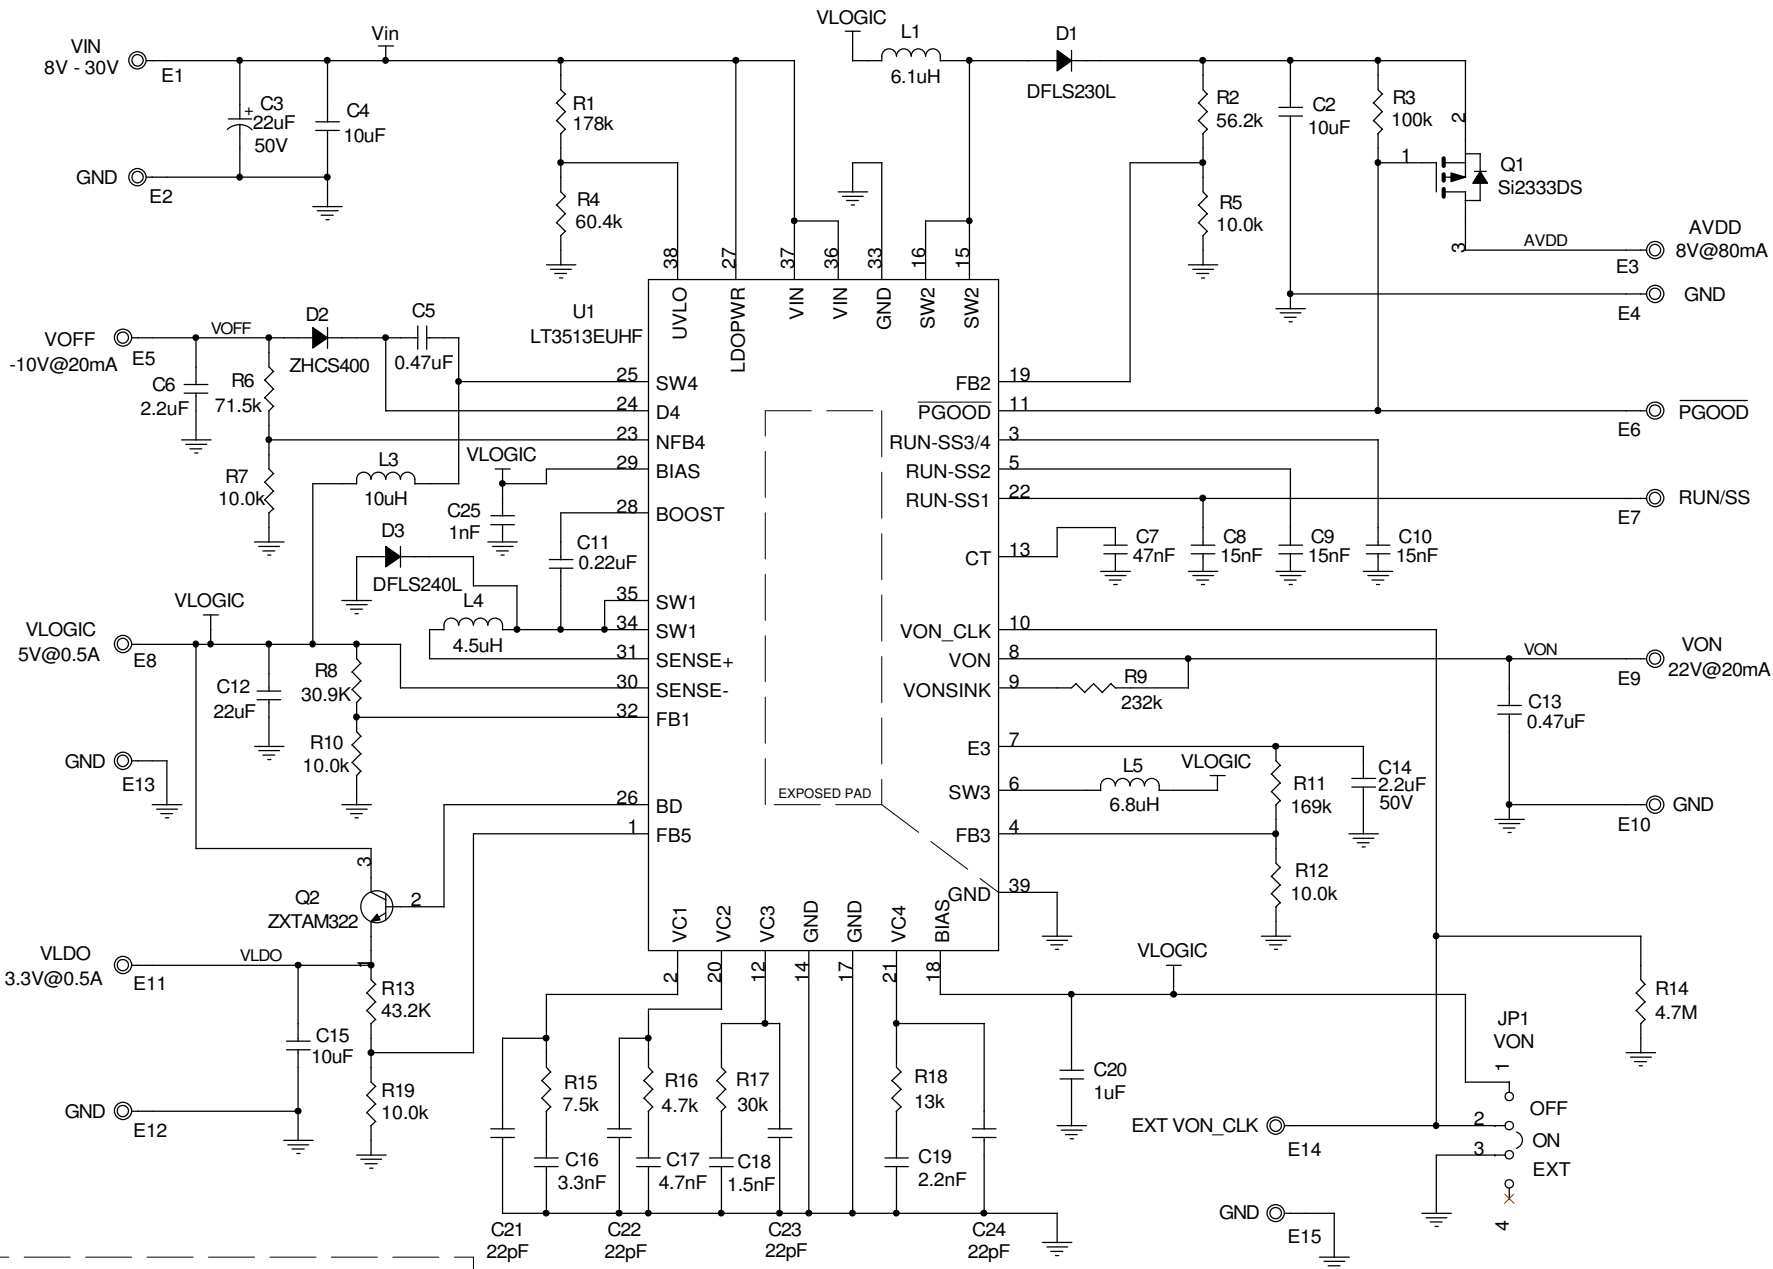 VIN
8V - 30V
E1
Vin
C3
+
22uF
50V
C4
10uF
R1
178k
R4
60.4k
GND
E2
VLOGIC
L1
6.1uH
D1
DFLS230L
R2
56.2k
C2
10uF
R3
100k
2
1
Q1
Si2333DS
R5
10.0k
3
AVDD
AVDD
8V@80mA
E3
GND
E4
38
27
37
36
33
16
15
UVLO
LDOPWR
VIN
VIN
GND
SW2
SW2
U1
LT3513EUHF
VOFF
-10V@20mA
E5
VOFF
D2
ZHCS400
C5
0.47uF
C6
2.2uF
R6
71.5k
R7
10.0k
L3
10uH
VLOGIC
C25
1nF
D3
DFLS240L
C11
0.22uF
L4
4.5uH
25 SW4
24 D4
23 NFB4
29 BIAS
28 BOOST
35 SW1
34 SW1
31 SENSE+
30 SENSE-
32 FB1
26 BD
1 FB5
EXPOSED PAD
FB2 19
PGOOD 11
RUN-SS3/4 3
RUN-SS2 5
RUN-SS1 22
CT 13
VON_CLK 10
VON 8
VONSINK 9
E3 7
SW3 6
FB3 4
GND 39
PGOOD
E6
RUN/SS
E7
C7
47nF
C8
15nF
C9
15nF
C10
15nF
VLOGIC
VLOGIC
5V@0.5A
E8
C12
22uF
R8
30.9K
R10
10.0k
GND
E13
R9
232k
VON
VON
22V@20mA
E9
C13
0.47uF
L5
6.8uH
VLOGIC
R11
169k
C14
2.2uF
50V
R12
10.0k
GND
E10
3
Q2
ZXTAM322
2
1
VLDO
3.3V@0.5A
E11
VLDO
R13
43.2K
C15
10uF
R19
10.0k
GND
E12
VC1
VC2
VC3
GND
GND
VC4
BIAS
2
20
12
14
17
21
18
VLOGIC
R15
7.5k
R16
4.7k
R17
30k
R18
13k
C16
3.3nF
C17
4.7nF
C18
1.5nF
C19
2.2nF
C21
22pF
C22
22pF
C23
22pF
C24
22pF
C20
1uF
R14
4.7M
JP1
VON
1
OFF
2
ON
3
EXT
4
EXT VON_CLK
E14
GND
E15